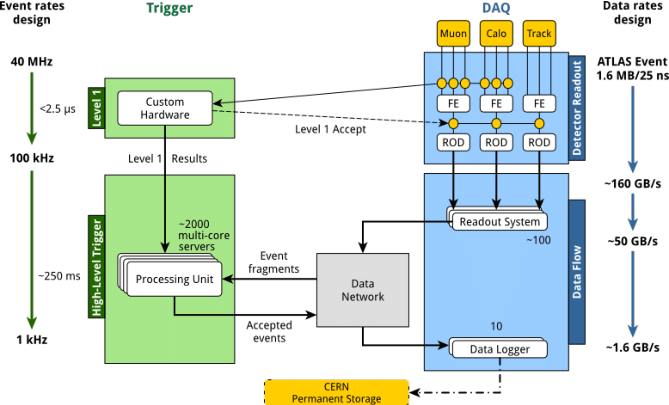 Event rates
design
Trigger
DAQ
Data rates
design
Muon
Calo
Track
40 MHz
ATLAS Event
1.6 MB/25 ns
<2.5 μs
Level 1
Custom
Hardware
FE
FE
FE
Detector Readout
Level 1 Accept
ROD
ROD
ROD
100 kHz
Level 1 Results
~160 GB/s
~2000
multi-core
servers
Readout System
~100
~50 GB/s
High-Level Trigger
~250 ms
Processing Unit
Event
fragments
Data
Network
Data Flow
Accepted
events
10
1 kHz
Data Logger
~1.6 GB/s
CERN
Permanent Storage